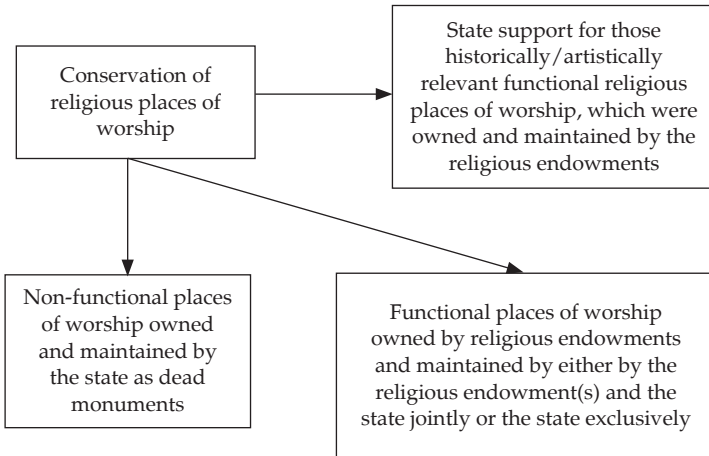 Conservation of
religious places of
worship
State support for those
historically/artistically
relevant functional religious
places of worship, which were
owned and maintained by the
religious endowments
Non-functional places
of worship owned
and maintained by
the state as dead
monuments
Functional places of worship
owned by religious endowments
and maintained by either by the
religious endowment(s) and the
state jointly or the state exclusively